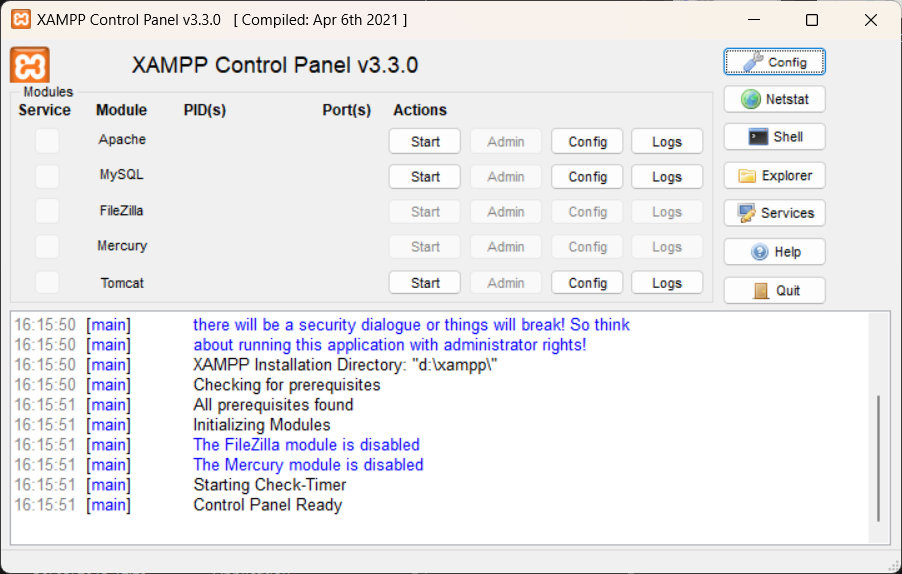 XAMPP Control Panel v3.3.0 [ Compiled: Apr 6th 2021 ]
XAMPP Control Panel v3.3.0
Config
Modules
Service Module PID(s) Port(s) Actions
Netstat
Apache Start Admin Config Logs
Shell
MySQL Start Admin Config Logs
Explorer
FileZilla Start Admin Config Logs
Services
Mercury Start Admin Config Logs
Help
Tomcat Start Admin Config Logs
Quit
16:15:50 [main] there will be a security dialogue or things will break! So think
16:15:50 [main] about running this application with administrator rights!
16:15:50 [main] XAMPP Installation Directory: "d:\xampp\"
16:15:50 [main] Checking for prerequisites
16:15:51 [main] All prerequisites found
16:15:51 [main] Initializing Modules
16:15:51 [main] The FileZilla module is disabled
16:15:51 [main] The Mercury module is disabled
16:15:51 [main] Starting Check-Timer
16:15:51 [main] Control Panel Ready